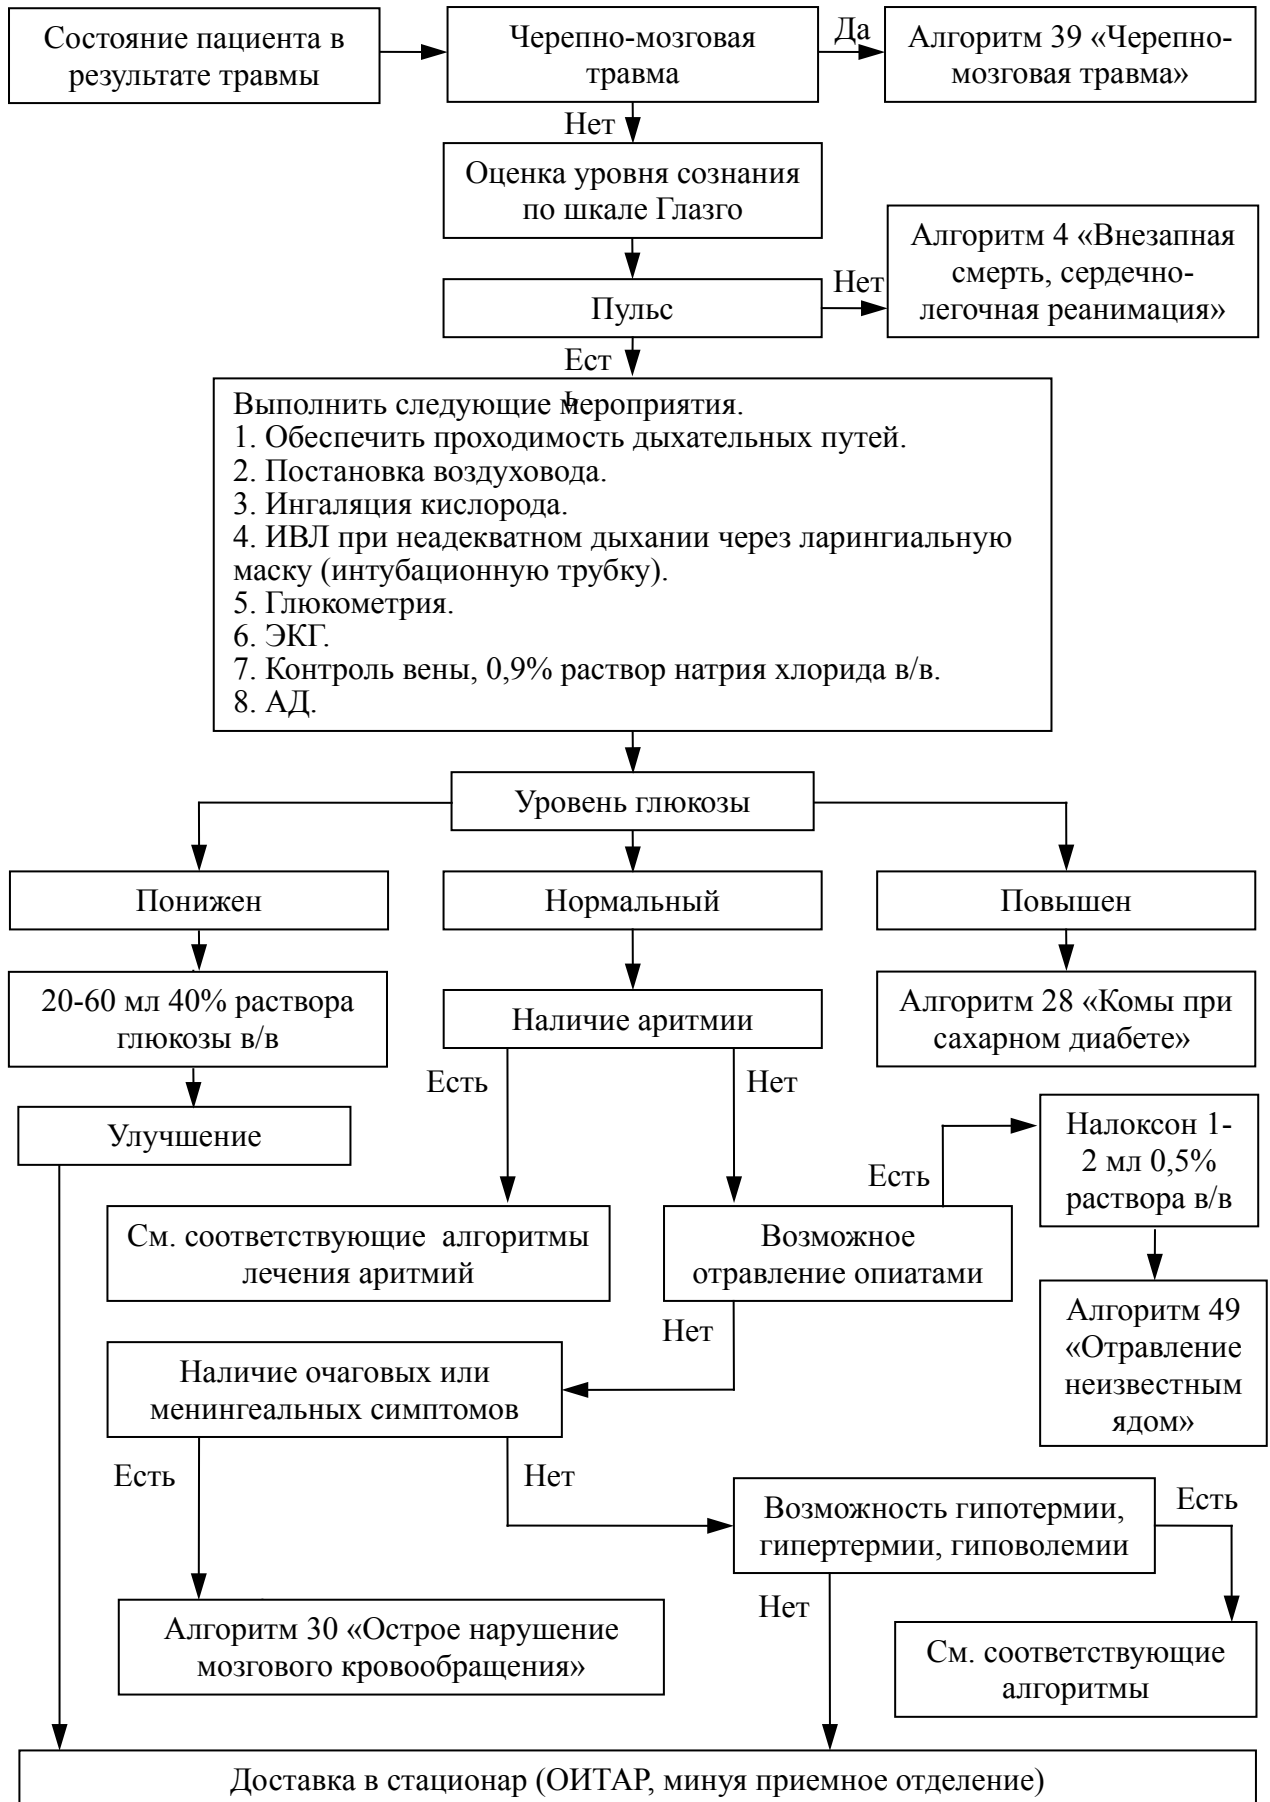 Состояние пациента в
результате травмы
Черепно-мозговая
травма
Да
Алгоритм 39 «Черепно-
мозговая травма»
Нет
Оценка уровня сознания
по шкале Глазго
Пульс
Нет
Алгоритм 4 «Внезапная
смерть, сердечно-
легочная реанимация»
Ест
ь
Выполнить следующие мероприятия.
1. Обеспечить проходимость дыхательных путей.
2. Постановка воздуховода.
3. Ингаляция кислорода.
4. ИВЛ при неадекватном дыхании через ларингиальную
маску (интубационную трубку).
5. Глюкометрия.
6. ЭКГ.
7. Контроль вены, 0,9% раствор натрия хлорида в/в.
8. АД.
Уровень глюкозы
Понижен
Нормальный
Повышен
20-60 мл 40% раствора
глюкозы в/в
Наличие аритмии
Алгоритм 28 «Комы при
сахарном диабете»
Улучшение
Есть
Нет
Есть
Налоксон 1-
2 мл 0,5%
раствора в/в
См. соответствующие алгоритмы
лечения аритмий
Возможное
отравление опиатами
Алгоритм 49
«Отравление
неизвестным
ядом»
Нет
Наличие очаговых или
менингеальных симптомов
Есть
Нет
Возможность гипотермии,
гипертермии, гиповолемии
Есть
Нет
Алгоритм 30 «Острое нарушение
мозгового кровообращения»
См. соответствующие
алгоритмы
Доставка в стационар (ОИТАР, минуя приемное отделение)